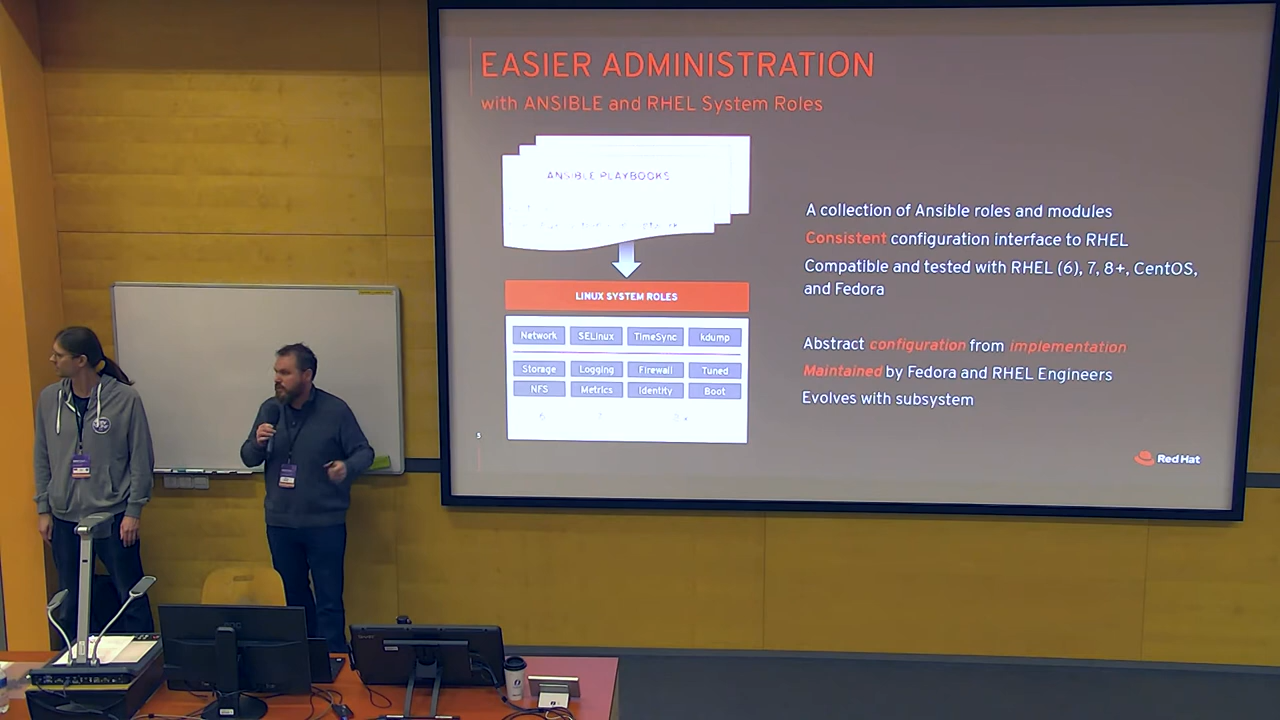 EASIER ADMINISTRATION
with ANSIBLE and RHEL System Roles
ANSIBLE PLAYBOOKS
LINUX SYSTEM ROLES
Network SELinux TimeSync kdump
Storage Logging Firewall Tuned
NFS Metrics Identity Boot
A collection of Ansible roles and modules
Consistent configuration interface to RHEL
Compatible and tested with RHEL (6), 7, 8+, CentOS,
and Fedora
Abstract configuration from implementation
Maintained by Fedora and RHEL Engineers
Evolves with subsystem
5
Red Hat